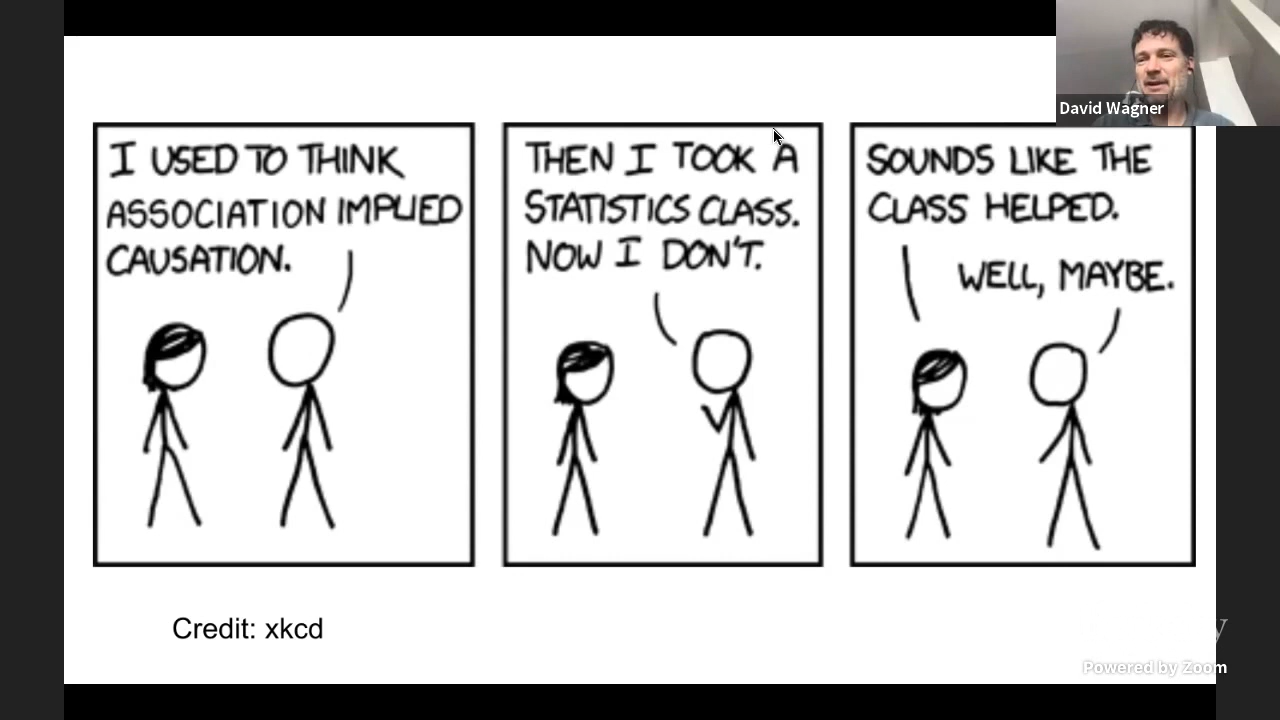 David Wagner
I USED TO THINK
ASSOCIATION IMPLIED
CAUSATION.
THEN I TOOK A
STATISTICS CLASS.
NOW I DON'T.
SOUNDS LIKE THE
CLASS HELPED.
WELL, MAYBE.
Credit: xkcd
y
Powered by Zoom